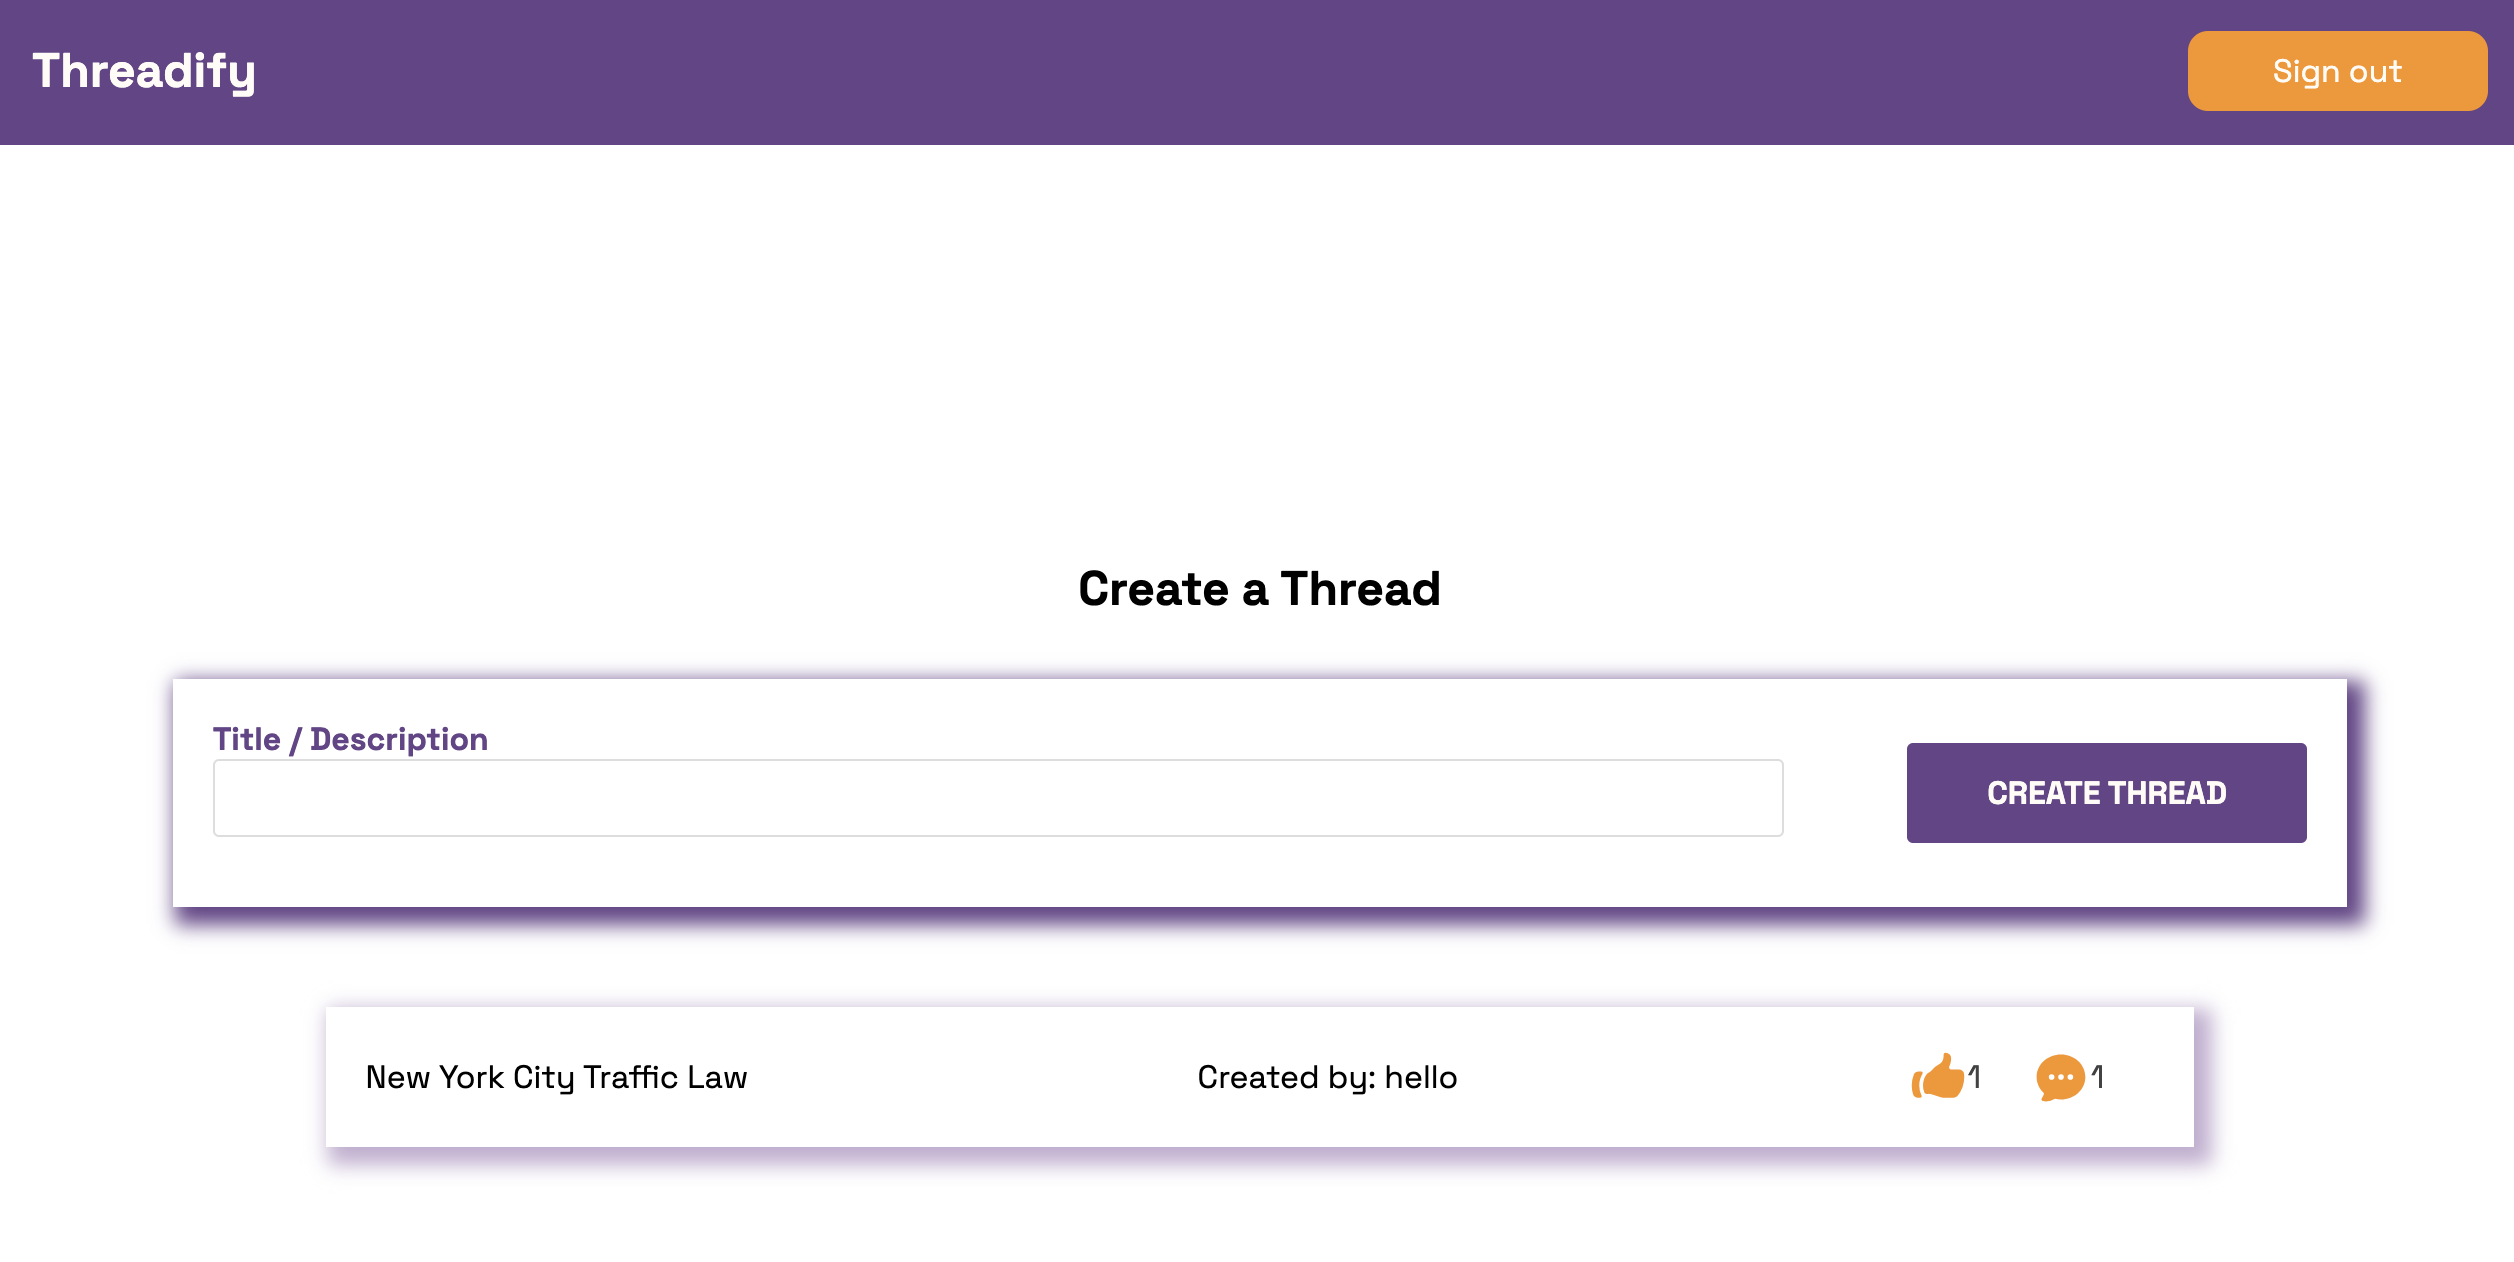 Threadify
Sign out
Create a Thread
Title / Description
CREATE THREAD
New York City Traffic Law
Created by: hello
1
1